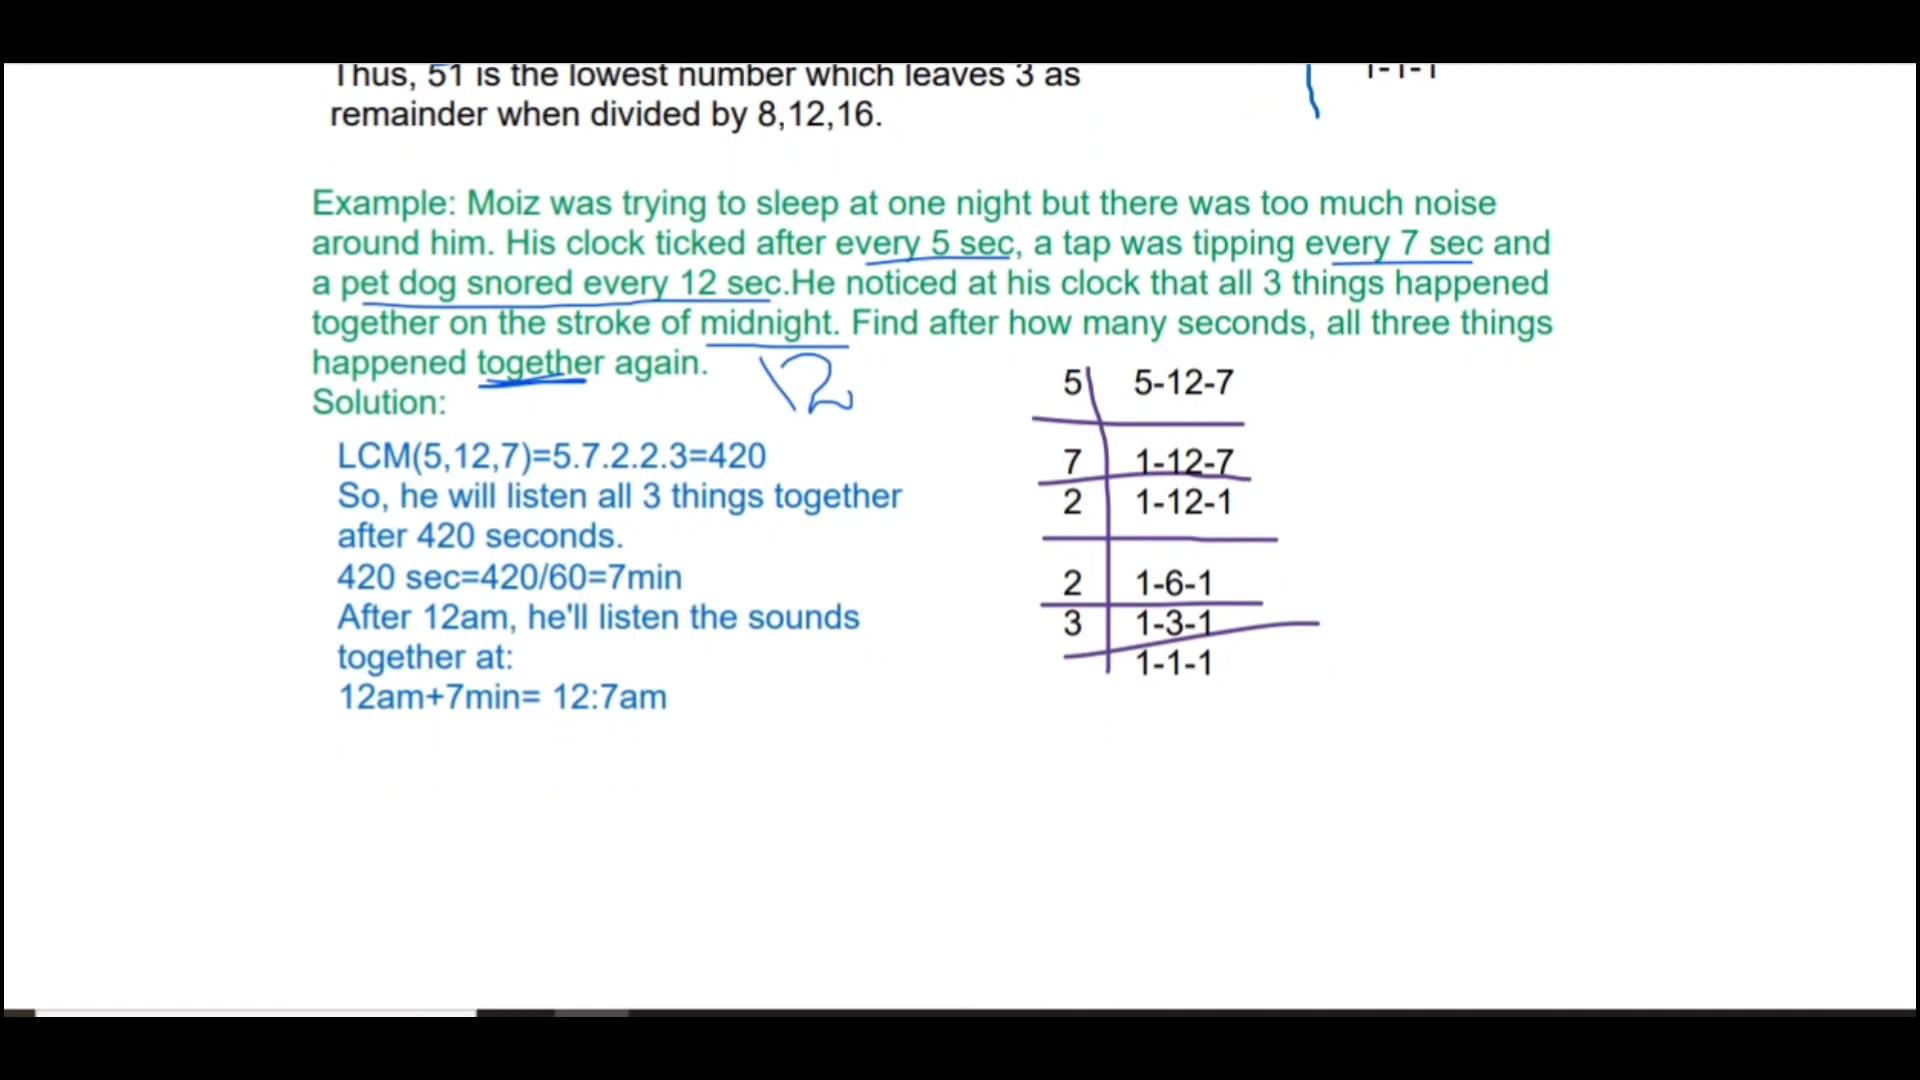 Thus, 51 is the lowest number which leaves 3 as
1-1-1
remainder when divided by 8,12,16.
Example: Moiz was trying to sleep at one night but there was too much noise
around him. His clock ticked after every 5 sec, a tap was tipping every 7 sec and
a pet dog snored every 12 sec.He noticed at his clock that all 3 things happened
together on the stroke of midnight. Find after how many seconds, all three things
happened together again.
12
Solution:
LCM(5,12,7)=5.7.2.2.3=420
So, he will listen all 3 things together
after 420 seconds.
420 sec=420/60=7min
After 12am, he'll listen the sounds
together at:
12am+7min= 12:7am
5 5-12-7
7 1-12-7
2 1-12-1
2 1-6-1
3 1-3-1
1-1-1